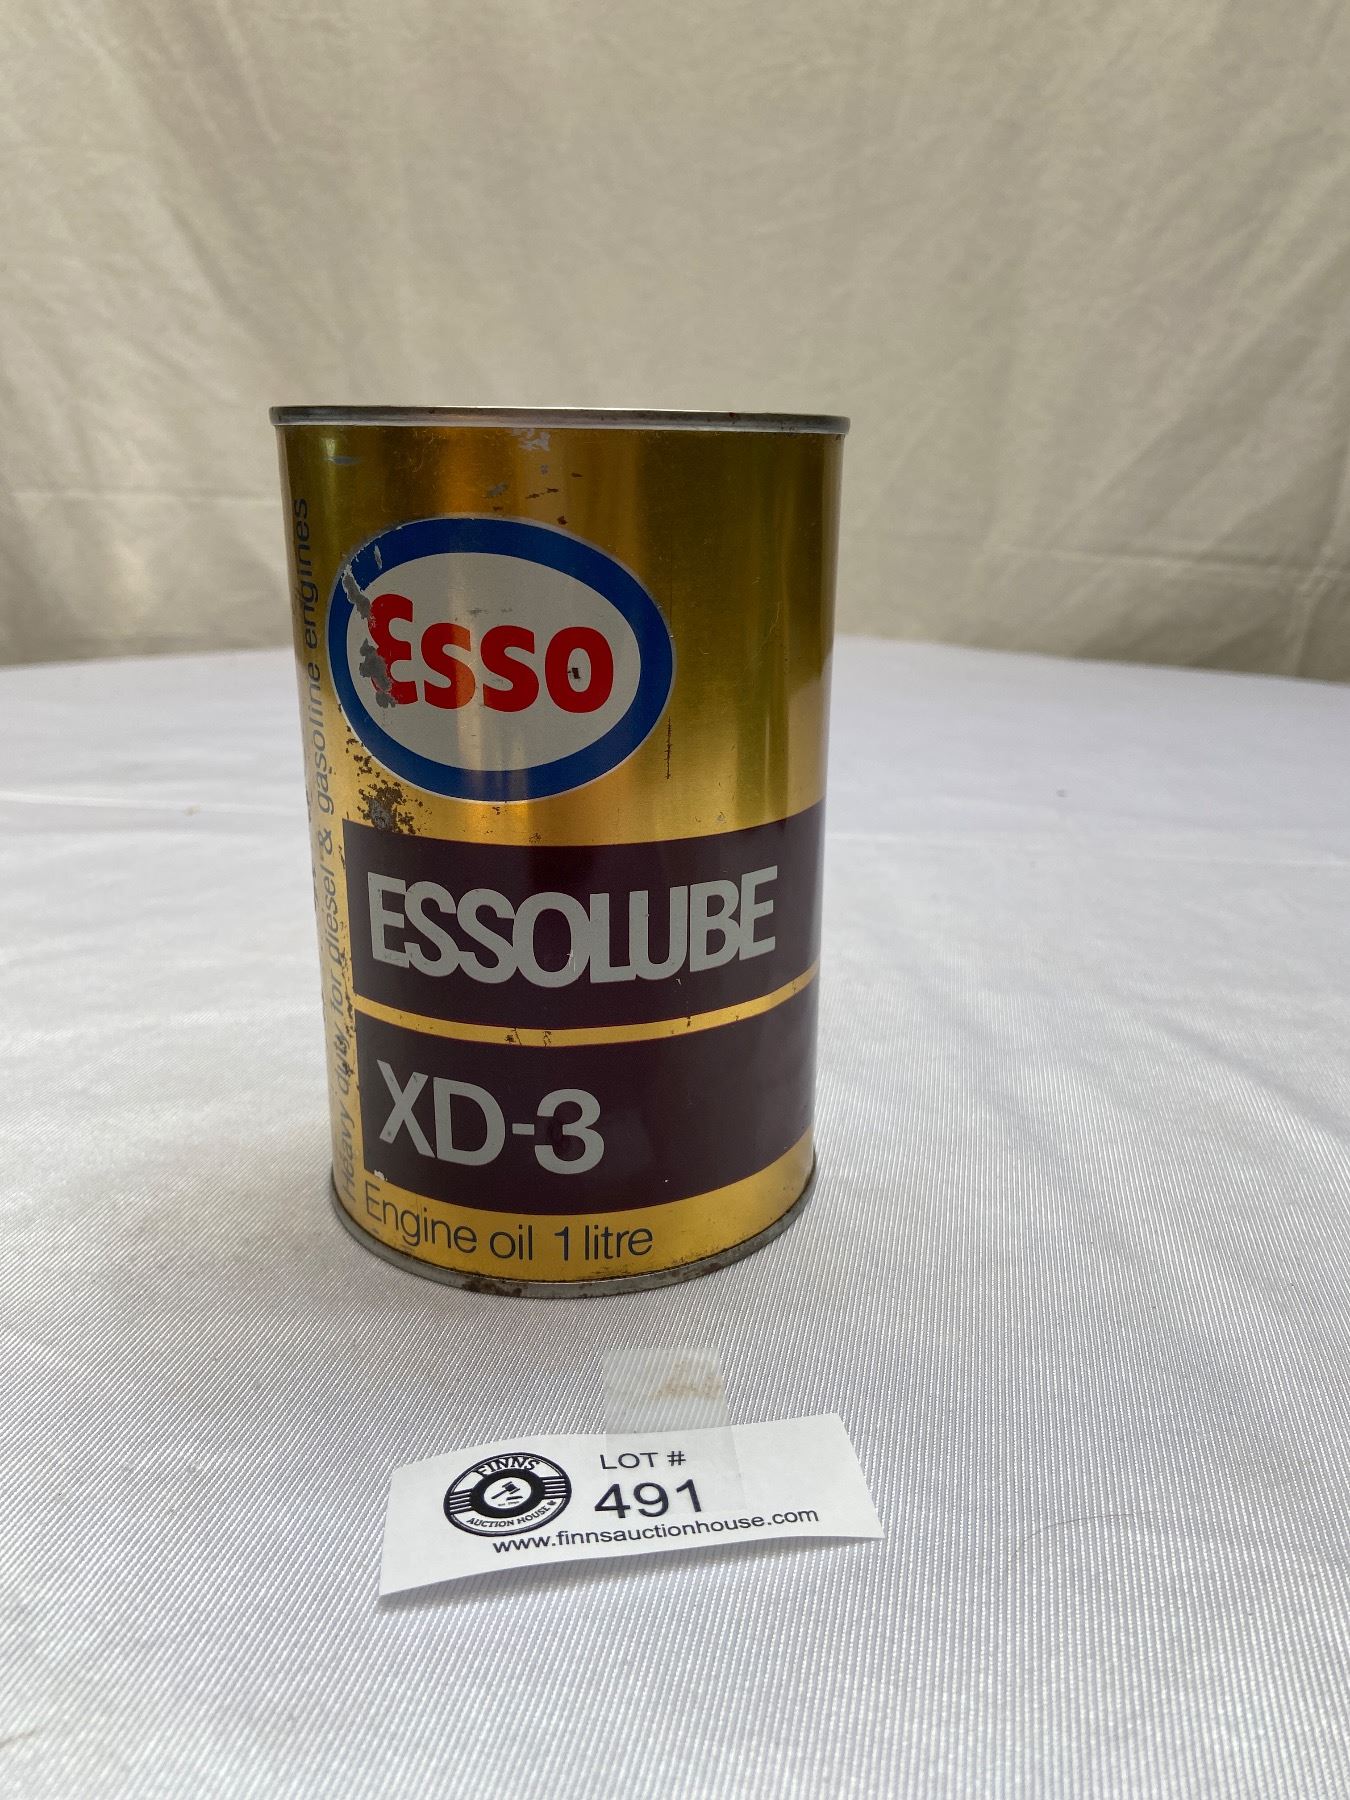 Esso
ESSOLUBE
XD-3
Engine oil 1 litre
Heavy duty for diesel & gasoline engines
FINNS
AUCTION HOUSE
LOT #
491
www.finnsauctionhouse.com